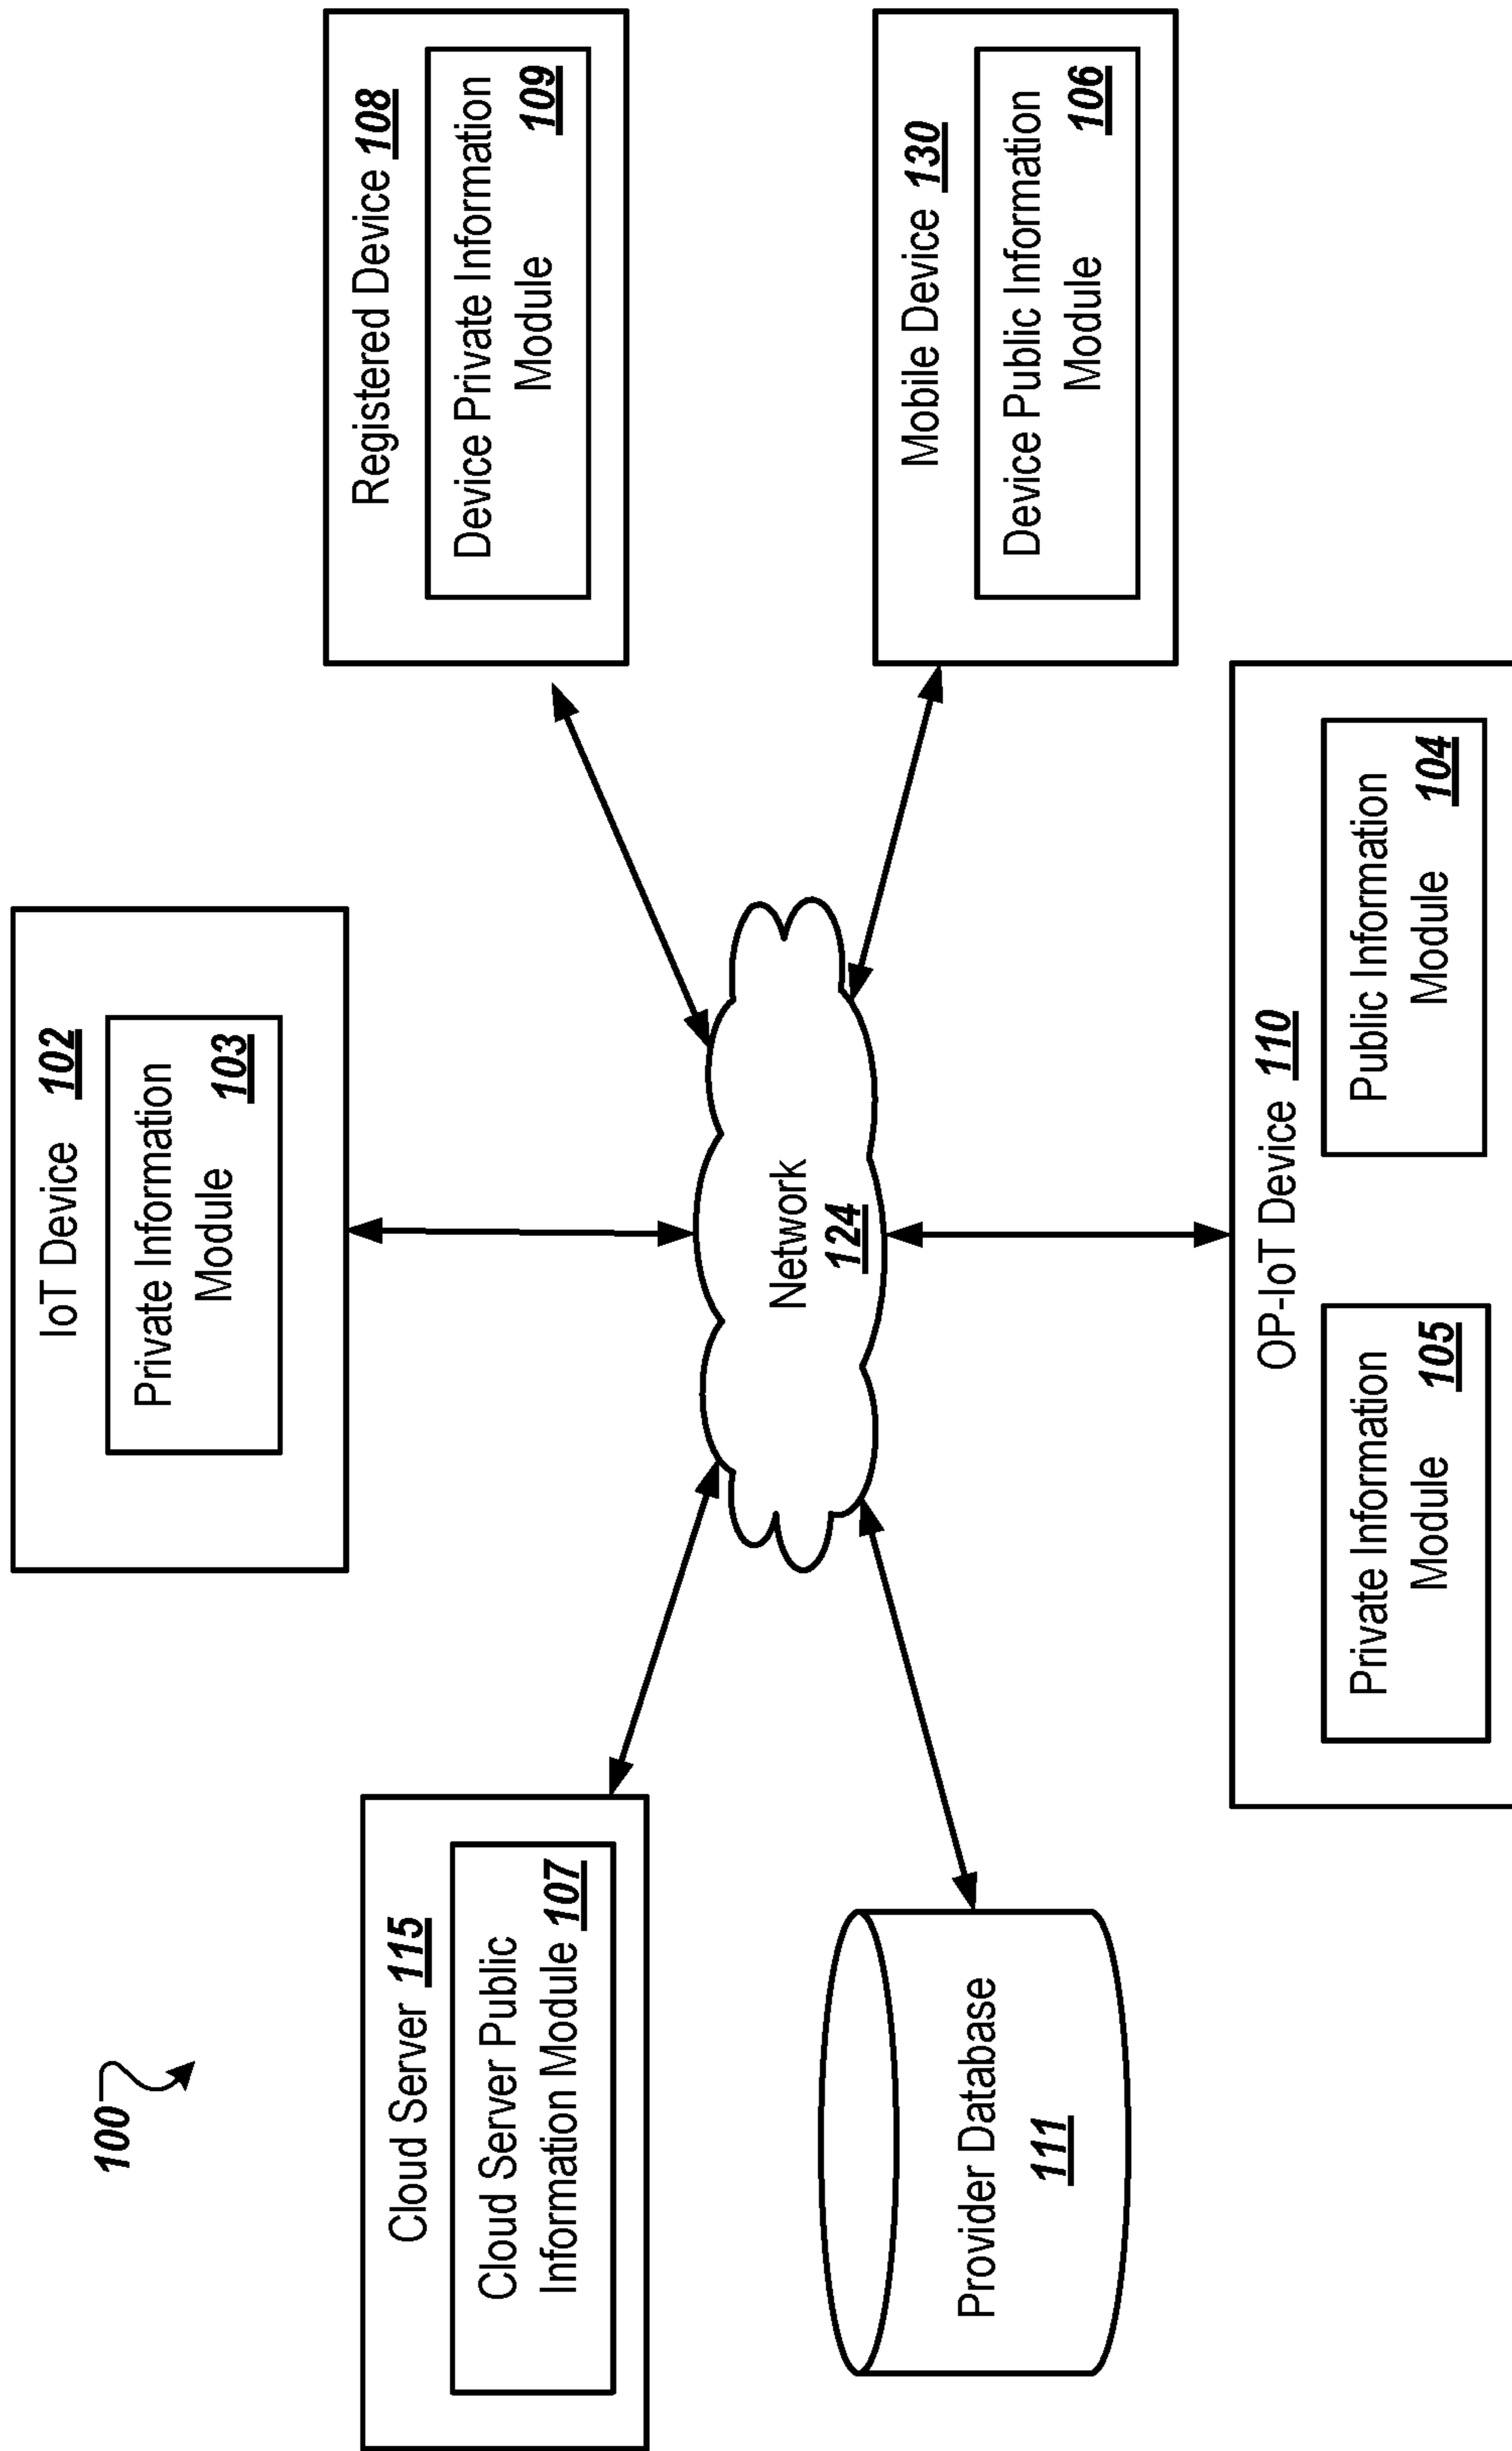 100
IoT Device 102
Private Information
Module 103
Cloud Server 115
Cloud Server Public
Information Module 107
Registered Device 108
Device Private Information
Module 109
Network
124
Provider Database
111
Mobile Device 130
Device Public Information
Module 106
OP-IoT Device 110
Private Information
Module 105
Public Information
Module 104